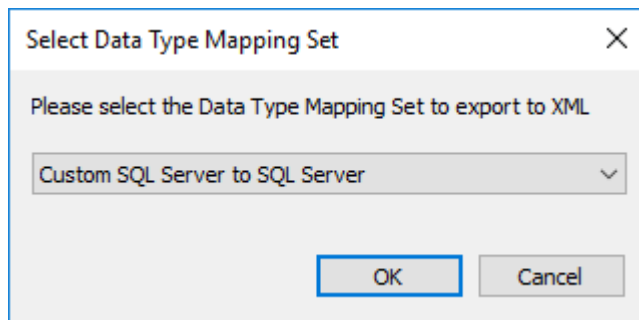 Select Data Type Mapping Set
Please select the Data Type Mapping Set to export to XML
Custom SQL Server to SQL Server
OK
Cancel